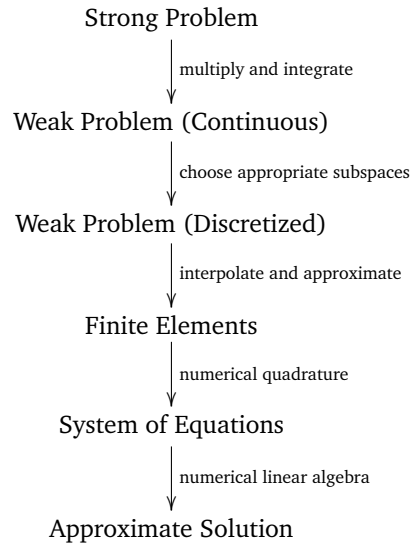 Strong Problem
multiply and integrate
Weak Problem (Continuous)
choose appropriate subspaces
Weak Problem (Discretized)
interpolate and approximate
Finite Elements
numerical quadrature
System of Equations
numerical linear algebra
Approximate Solution